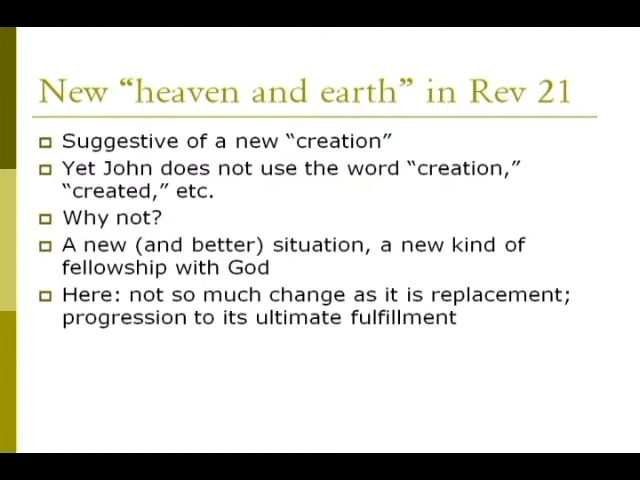 New “heaven and earth” in Rev 21
Suggestive of a new “creation”
Yet John does not use the word “creation,”
“created,” etc.
Why not?
A new (and better) situation, a new kind of
fellowship with God
Here: not so much change as it is replacement;
progression to its ultimate fulfillment